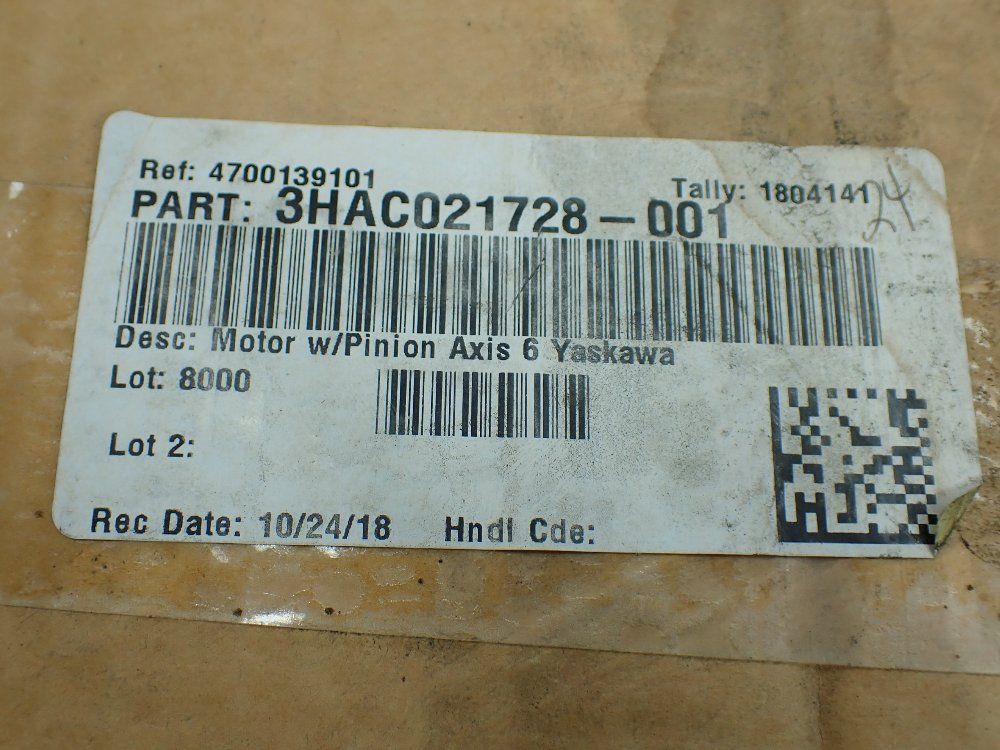 Ref: 4700139101
Tally: 1804141
24
PART: 3HAC021728-001
Desc: Motor w/Pinion Axis 6 Yaskawa
Lot: 8000
Lot 2:
Rec Date: 10/24/18 Hndl Cde: